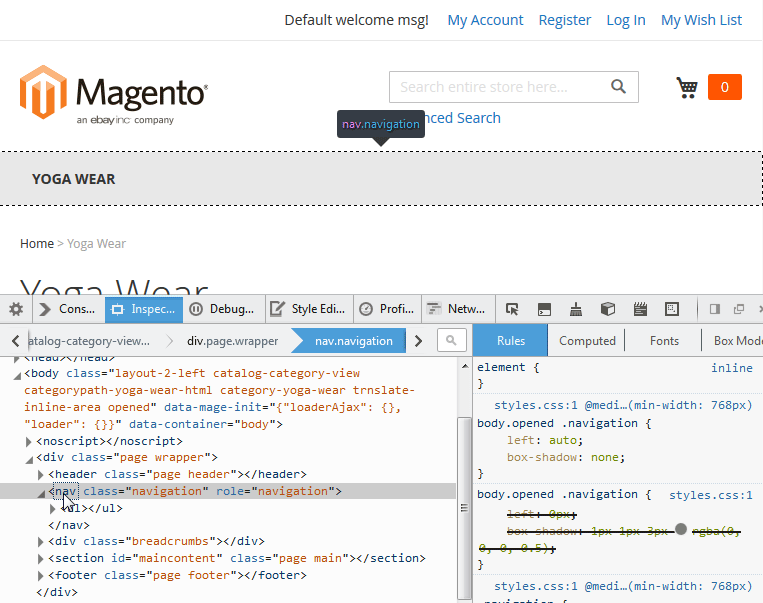 Default welcome msg! My Account Register Log In My Wish List
Magento®
an ebay inc company
Search entire store here...
0
nav.navigation
nced Search
YOGA WEAR
Home > Yoga Wear
Yoga Wear
Cons... Inspec... Debug... Style Edi... Profi... Netw...
atalog-category-view... div.page.wrapper nav.navigation
<head></head>
<body class="layout-2-left catalog-category-view
categorypath-yoga-wear-html category-yoga-wear trnslate-
inline-area opened" data-mage-init="{"loaderAjax": {},
"loader": {}}" data-container="body">
<noscript></noscript>
<div class="page wrapper">
<header class="page header"></header>
<nav class="navigation" role="navigation">
ul></ul>
</nav>
<div class="breadcrumbs"></div>
<section id="maincontent" class="page main"></section>
<footer class="page footer"></footer>
</div>
Rules Computed Fonts Box Mode
element { inline
}
styles.css:1 @medi...(min-width: 768px)
body.opened .navigation {
left: auto;
box-shadow: none;
}
body.opened .navigation { styles.css:1
left: 0px;
box-shadow: 1px 1px 3px rgba(0,
0, 0, 0.5);
}
styles.css:1 @medi...(min-width: 768px)
.navigation {